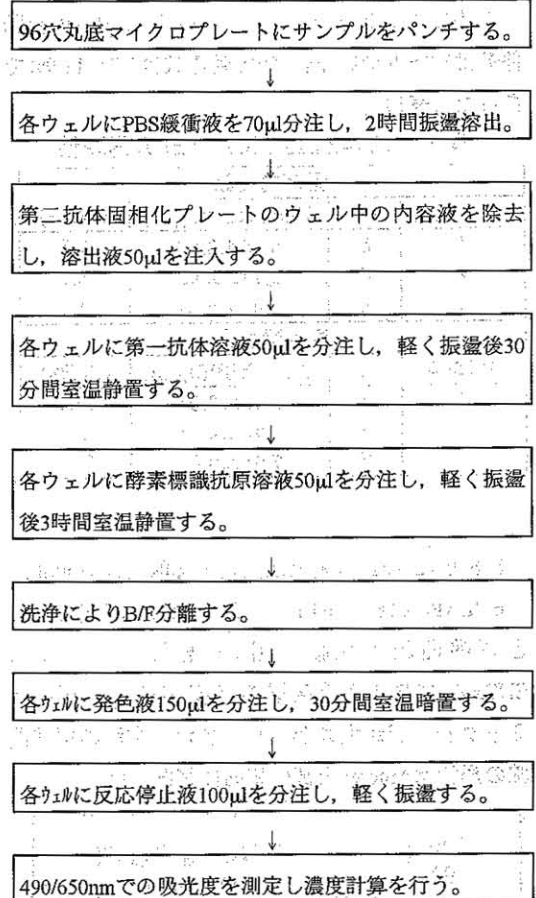 96穴丸底マイクロプレートにサンプルをパンチする。
↓
各ウェルにPBS緩衝液を70μl分注し，2時間振盪溶出。
↓
第二抗体固相化プレートのウェル中の内容液を除去
し，溶出液50μlを注入する。
↓
各ウェルに第一抗体溶液50μlを分注し，軽く振盪後30
分間室温静置する。
↓
各ウェルに酵素標識抗原溶液50μlを分注し，軽く振盪
後3時間室温静置する。
↓
洗浄によりB/F分離する。
↓
各ｳｪﾙに発色液150μlを分注し，30分間室温暗置する。
↓
各ｳｪﾙに反応停止液100μlを分注し，軽く振盪する。
↓
490/650nmでの吸光度を測定し濃度計算を行う。